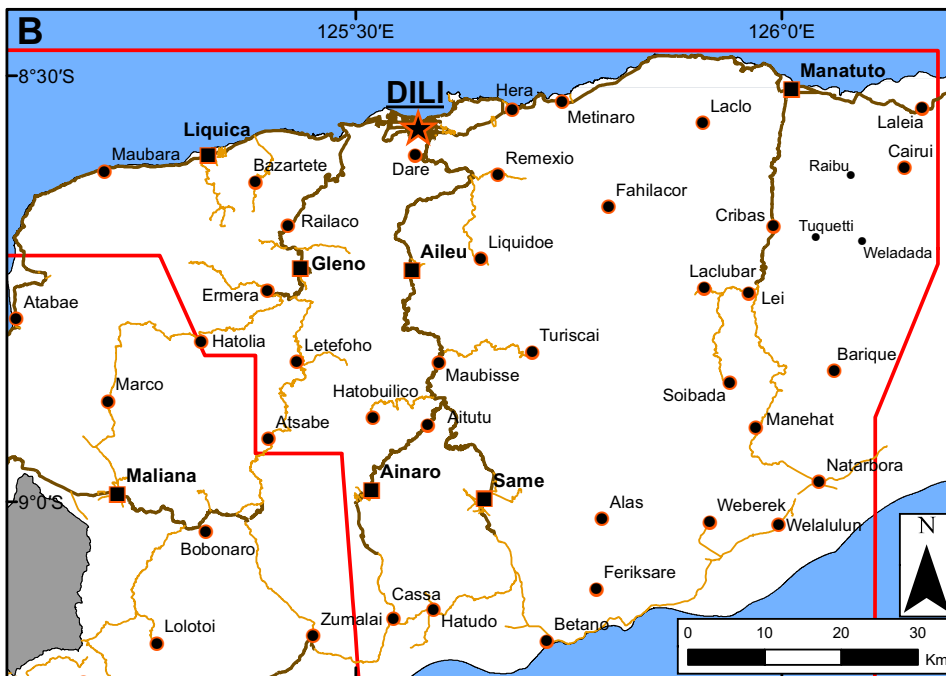 B
125°30'E
126°0'E
8°30'S
DILI
Hera
Manatuto
Metinaro
Laclo
Laleia
Liquica
Maubara
Bazartete
Dare
Remexio
Raibu
Cairui
Fahilacor
Railaco
Cribas
Tuquetti
Weladada
Gleno
Aileu
Liquidoe
Ermera
Laclubar
Lei
Atabae
Hatolia
Letefoho
Turiscai
Maubisse
Barique
Marco
Hatobuilico
Soibada
Aitutu
Atsabe
Manehat
Maliana
Ainaro
Same
Natarbora
9°0'S
Alas
Weberek
Welalulun
Bobonaro
N
Feriksare
Cassa
Zumalai
Hatudo
Betano
Lolotoi
0 10 20 30
Km